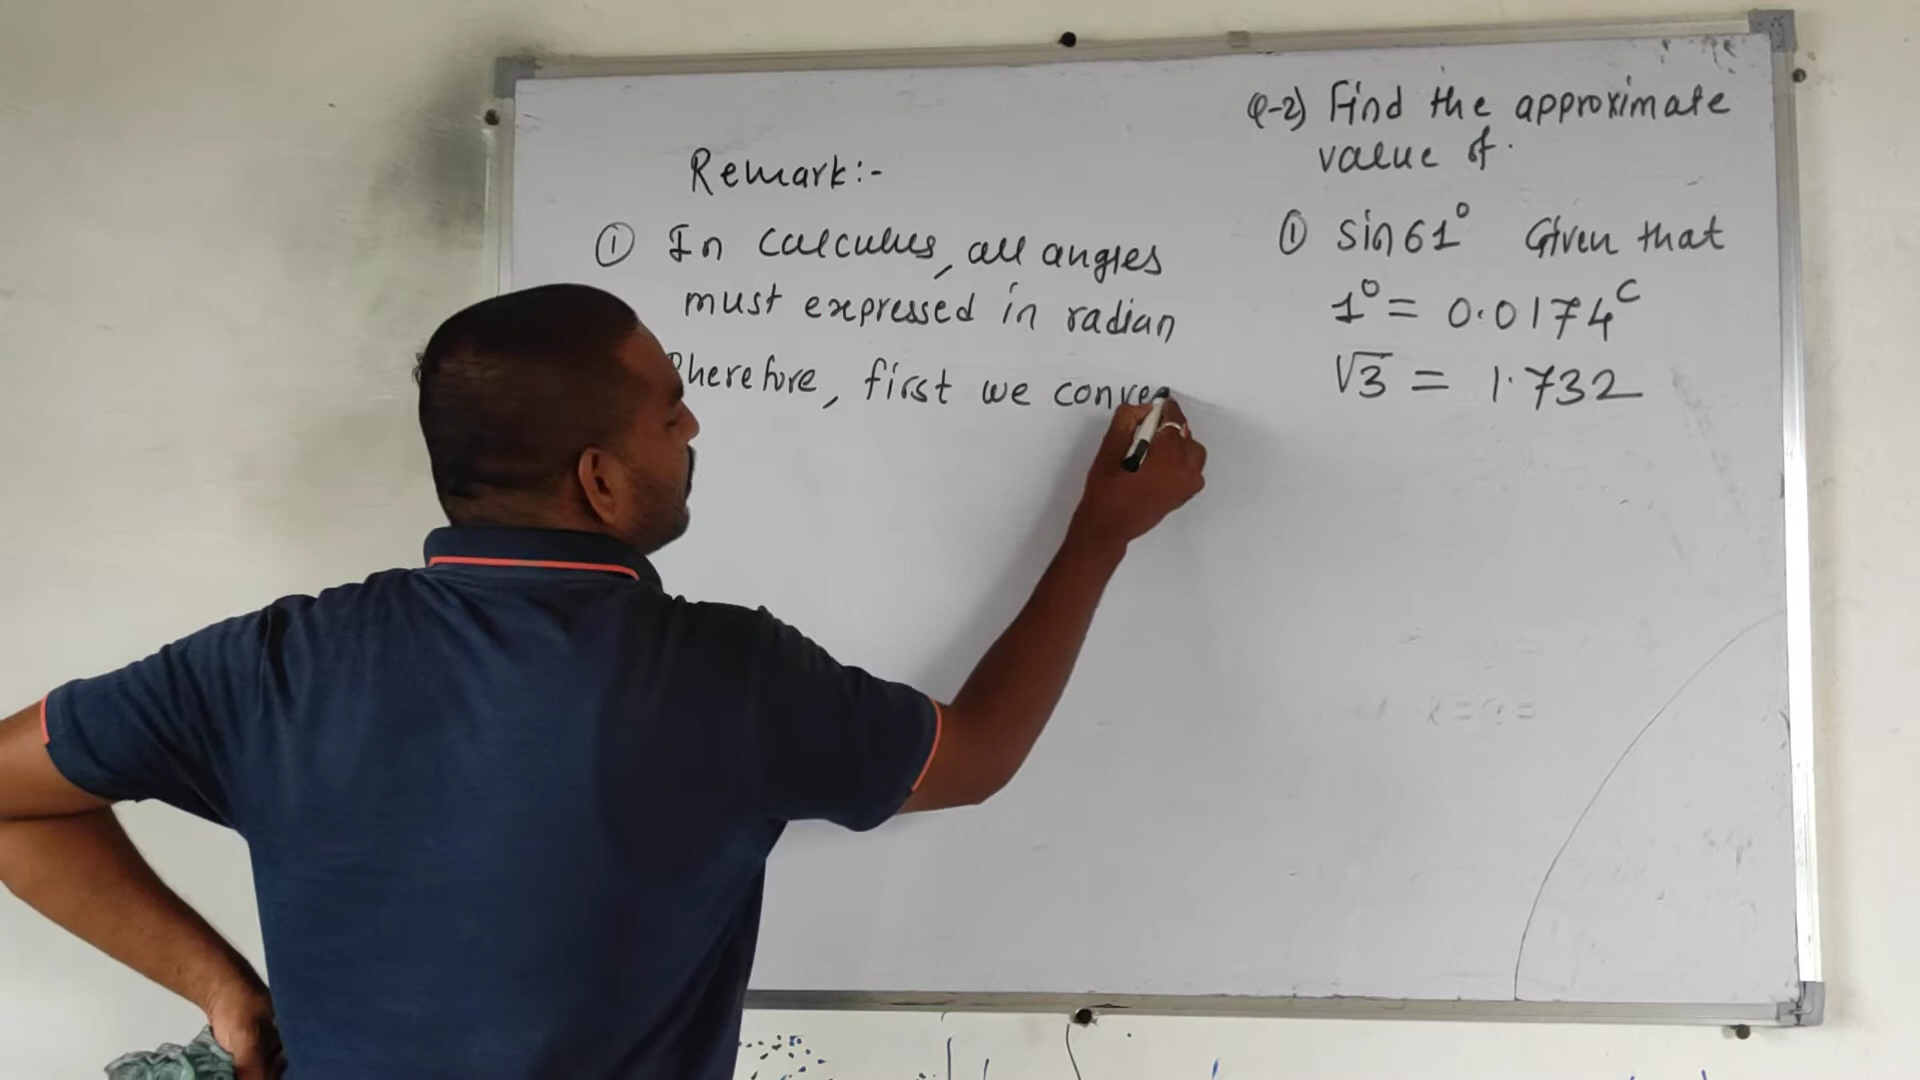 Remark:-
① In Calculus, all angles
must expressed in radian
Therefore, first we conve
Q-2) Find the approximate
value of.
① sin61° Given that
1° = 0.0174ᶜ
√3 = 1.732